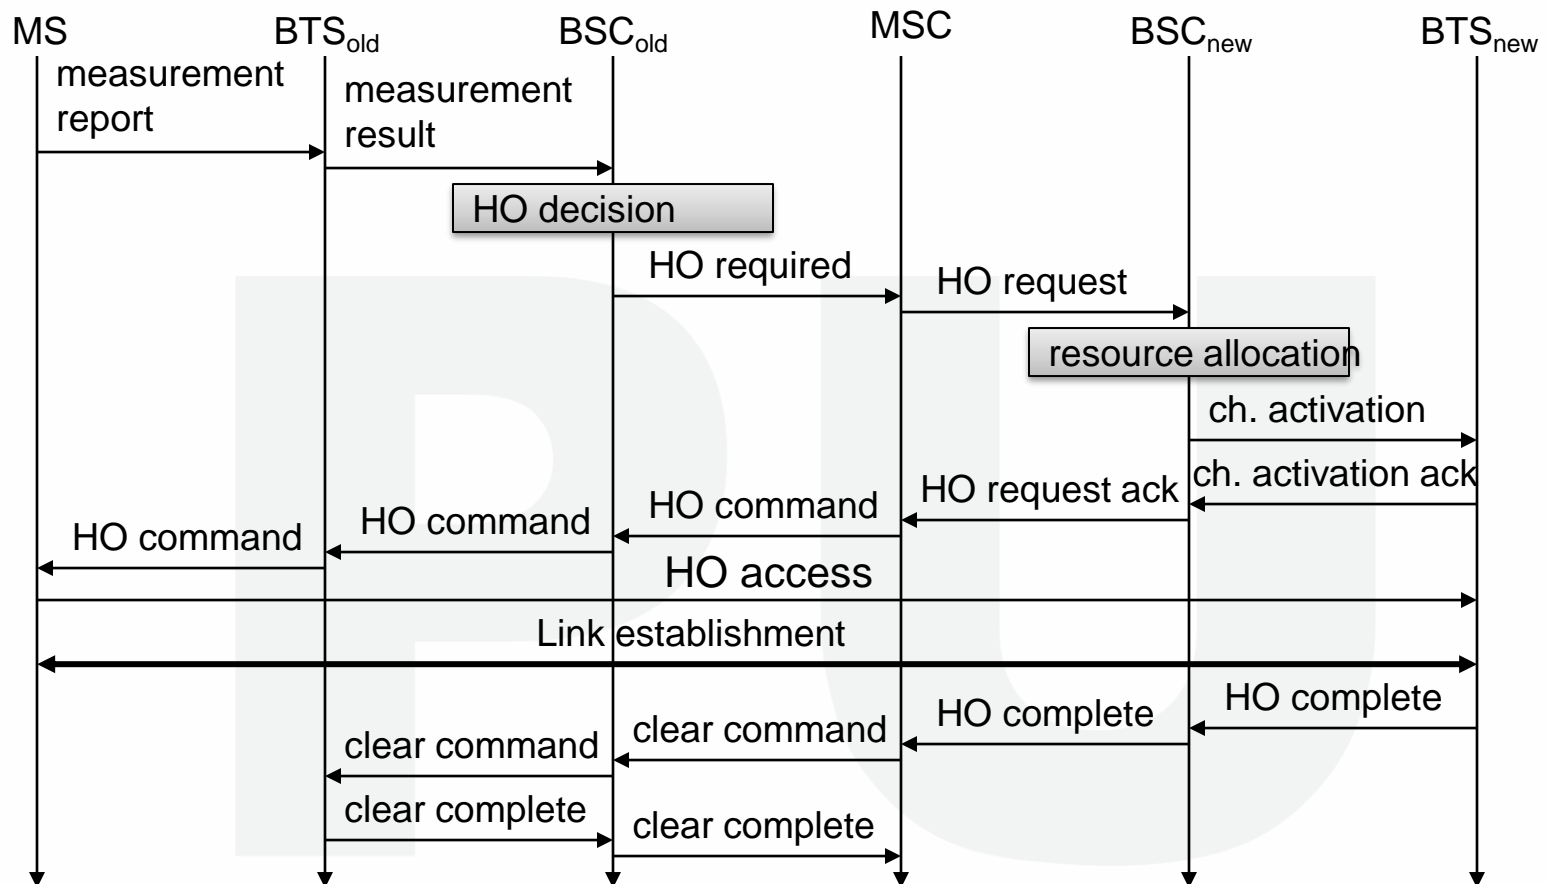 MS
BTSold
BSCold
MSC
BSCnew
BTSnew
measurement
report
measurement
result
HO decision
HO required
HO request
resource allocation
ch. activation
ch. activation ack
HO request ack
HO command
HO command
HO command
HO access
Link establishment
HO complete
HO complete
clear command
clear command
clear complete
clear complete
PU